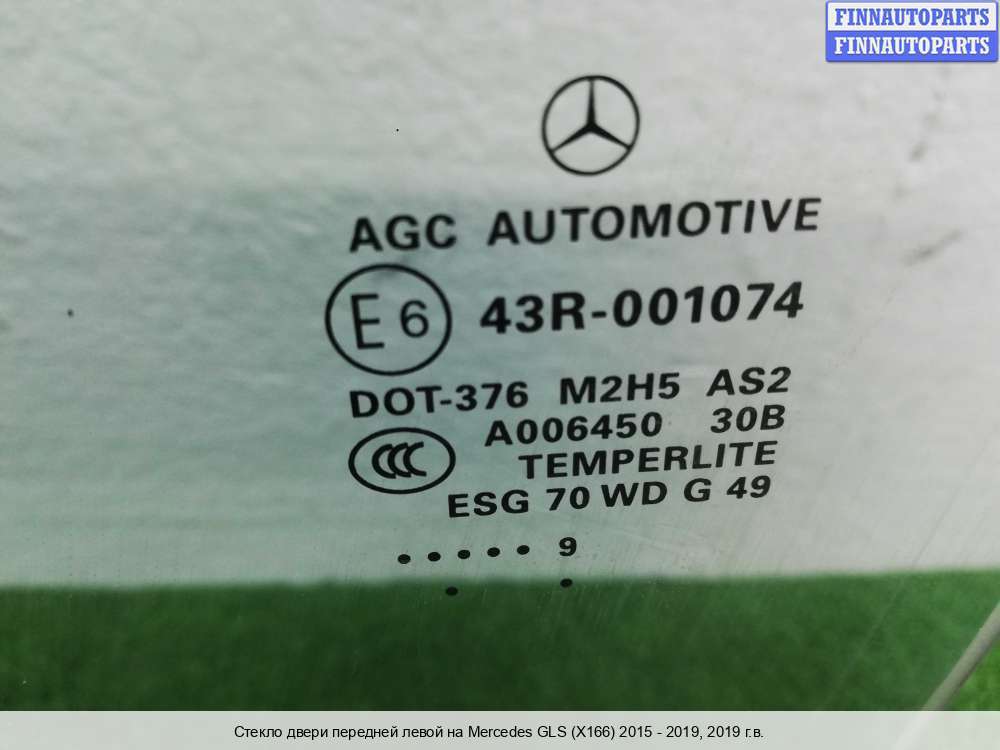 FINNAUTOPARTS
FINNAUTOPARTS
AGC AUTOMOTIVE
E6 43R-001074
DOT-376 M2H5 AS2
A006450 30B
CCC TEMPERLITE
ESG 70 WD G 49
..... 9
. .
Стекло двери передней левой на Mercedes GLS (X166) 2015 - 2019, 2019 г.в.